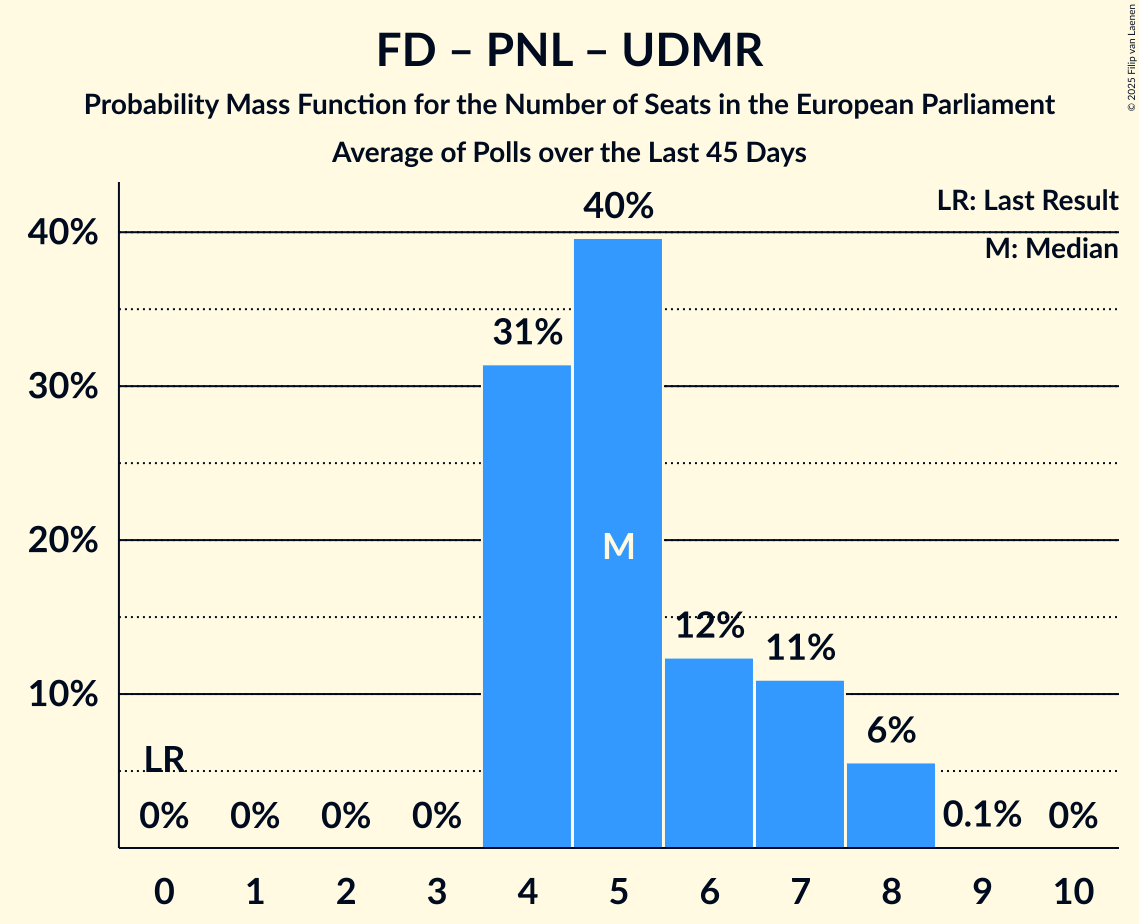 FD – PNL – UDMR
Probability Mass Function for the Number of Seats in the European Parliament
Average of Polls over the Last 45 Days
© 2025 Filip van Laenen
LR: Last Result
M: Median
40%
30%
20%
10%
LR
0%
0%
0%
0%
31%
40%
M
12%
11%
6%
0.1%
0%
0 1 2 3 4 5 6 7 8 9 10